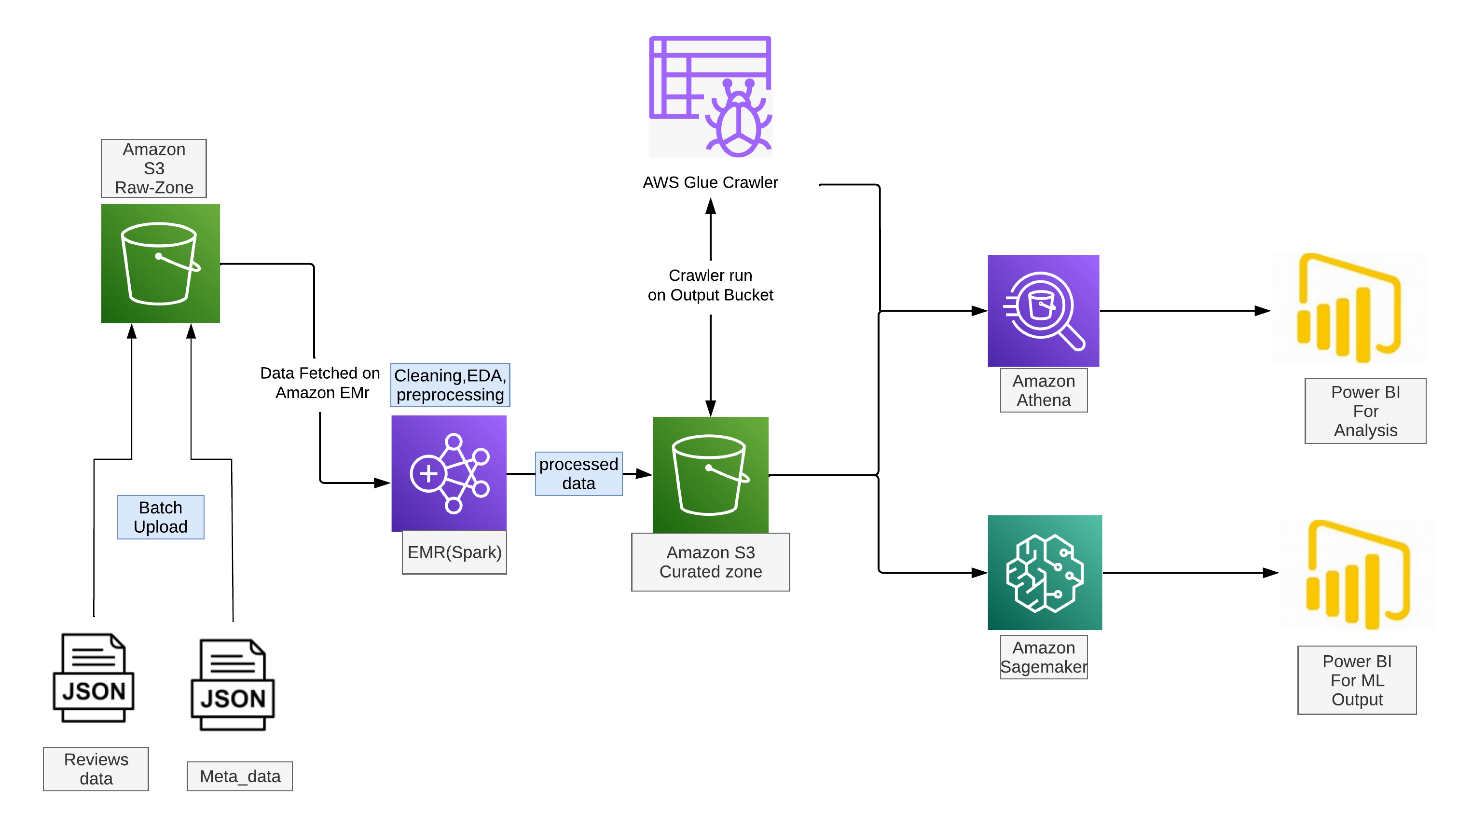 Amazon
S3
Raw-Zone
AWS Glue Crawler
Crawler run
on Output Bucket
Data Fetched on
Amazon EMr
Cleaning,EDA,
preprocessing
EMR(Spark)
processed
data
Amazon S3
Curated zone
Amazon
Athena
Power BI
For
Analysis
Amazon
Sagemaker
Power BI
For ML
Output
Batch
Upload
JSON
JSON
Reviews
data
Meta_data